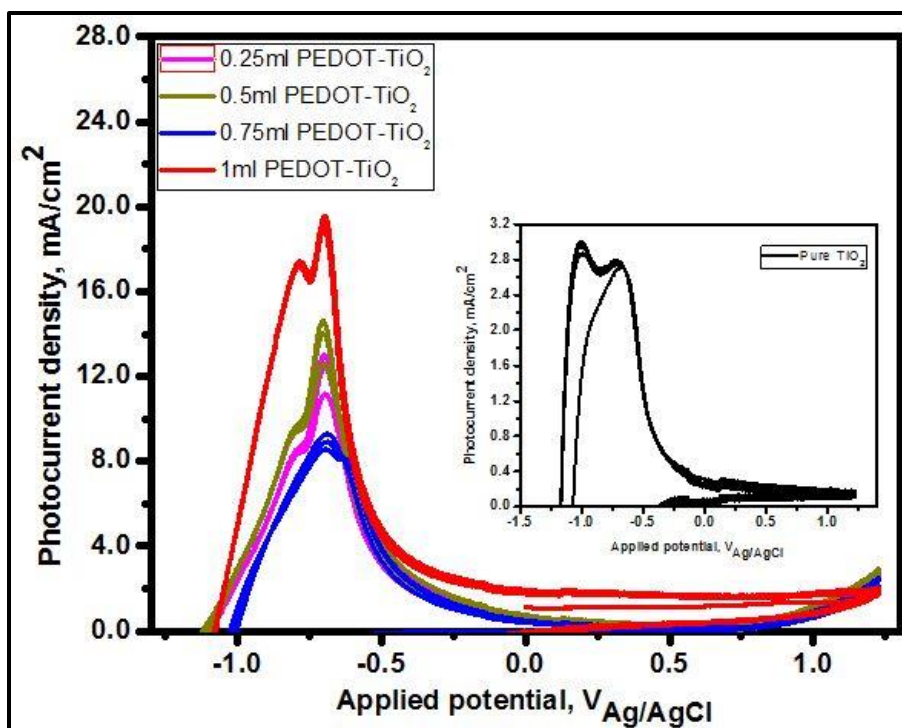 28.0
24.0
20.0
16.0
12.0
8.0
4.0
0.0
Photocurrent density, mA/cm²
0.25ml PEDOT-TiO₂
0.5ml PEDOT-TiO₂
0.75ml PEDOT-TiO₂
1ml PEDOT-TiO₂
3.2
2.8
2.4
2.0
1.6
1.2
0.8
0.4
0.0
Photocurrent density, mA/cm²
Pure TiO₂
-1.5 -1.0 -0.5 0.0 0.5 1.0
Applied potential, V Ag/AgCl
-1.0 -0.5 0.0 0.5 1.0
Applied potential, V Ag/AgCl